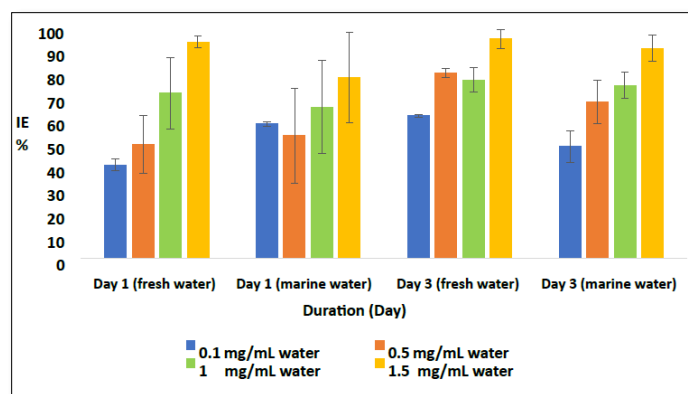 100
90
80
70
60
50
40
30
20
10
0
IE
%
Day 1 (fresh water) Day 1 (marine water) Day 3 (fresh water) Day 3 (marine water)
Duration (Day)
0.1 mg/mL water 0.5 mg/mL water
1 mg/mL water 1.5 mg/mL water